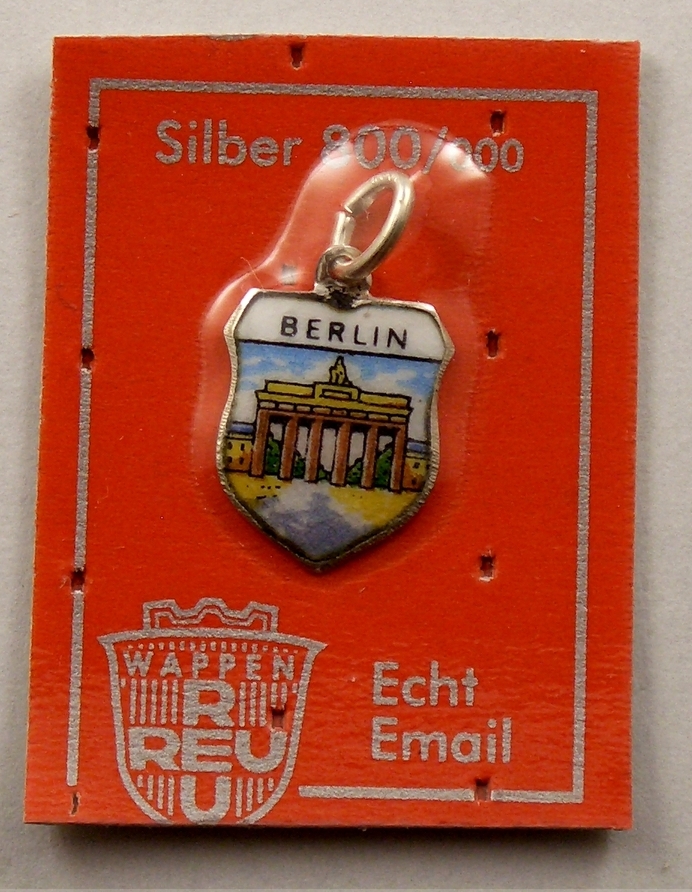 Silber 800/000
BERLIN
WAPPEN
R
REU
U
Echt
Email